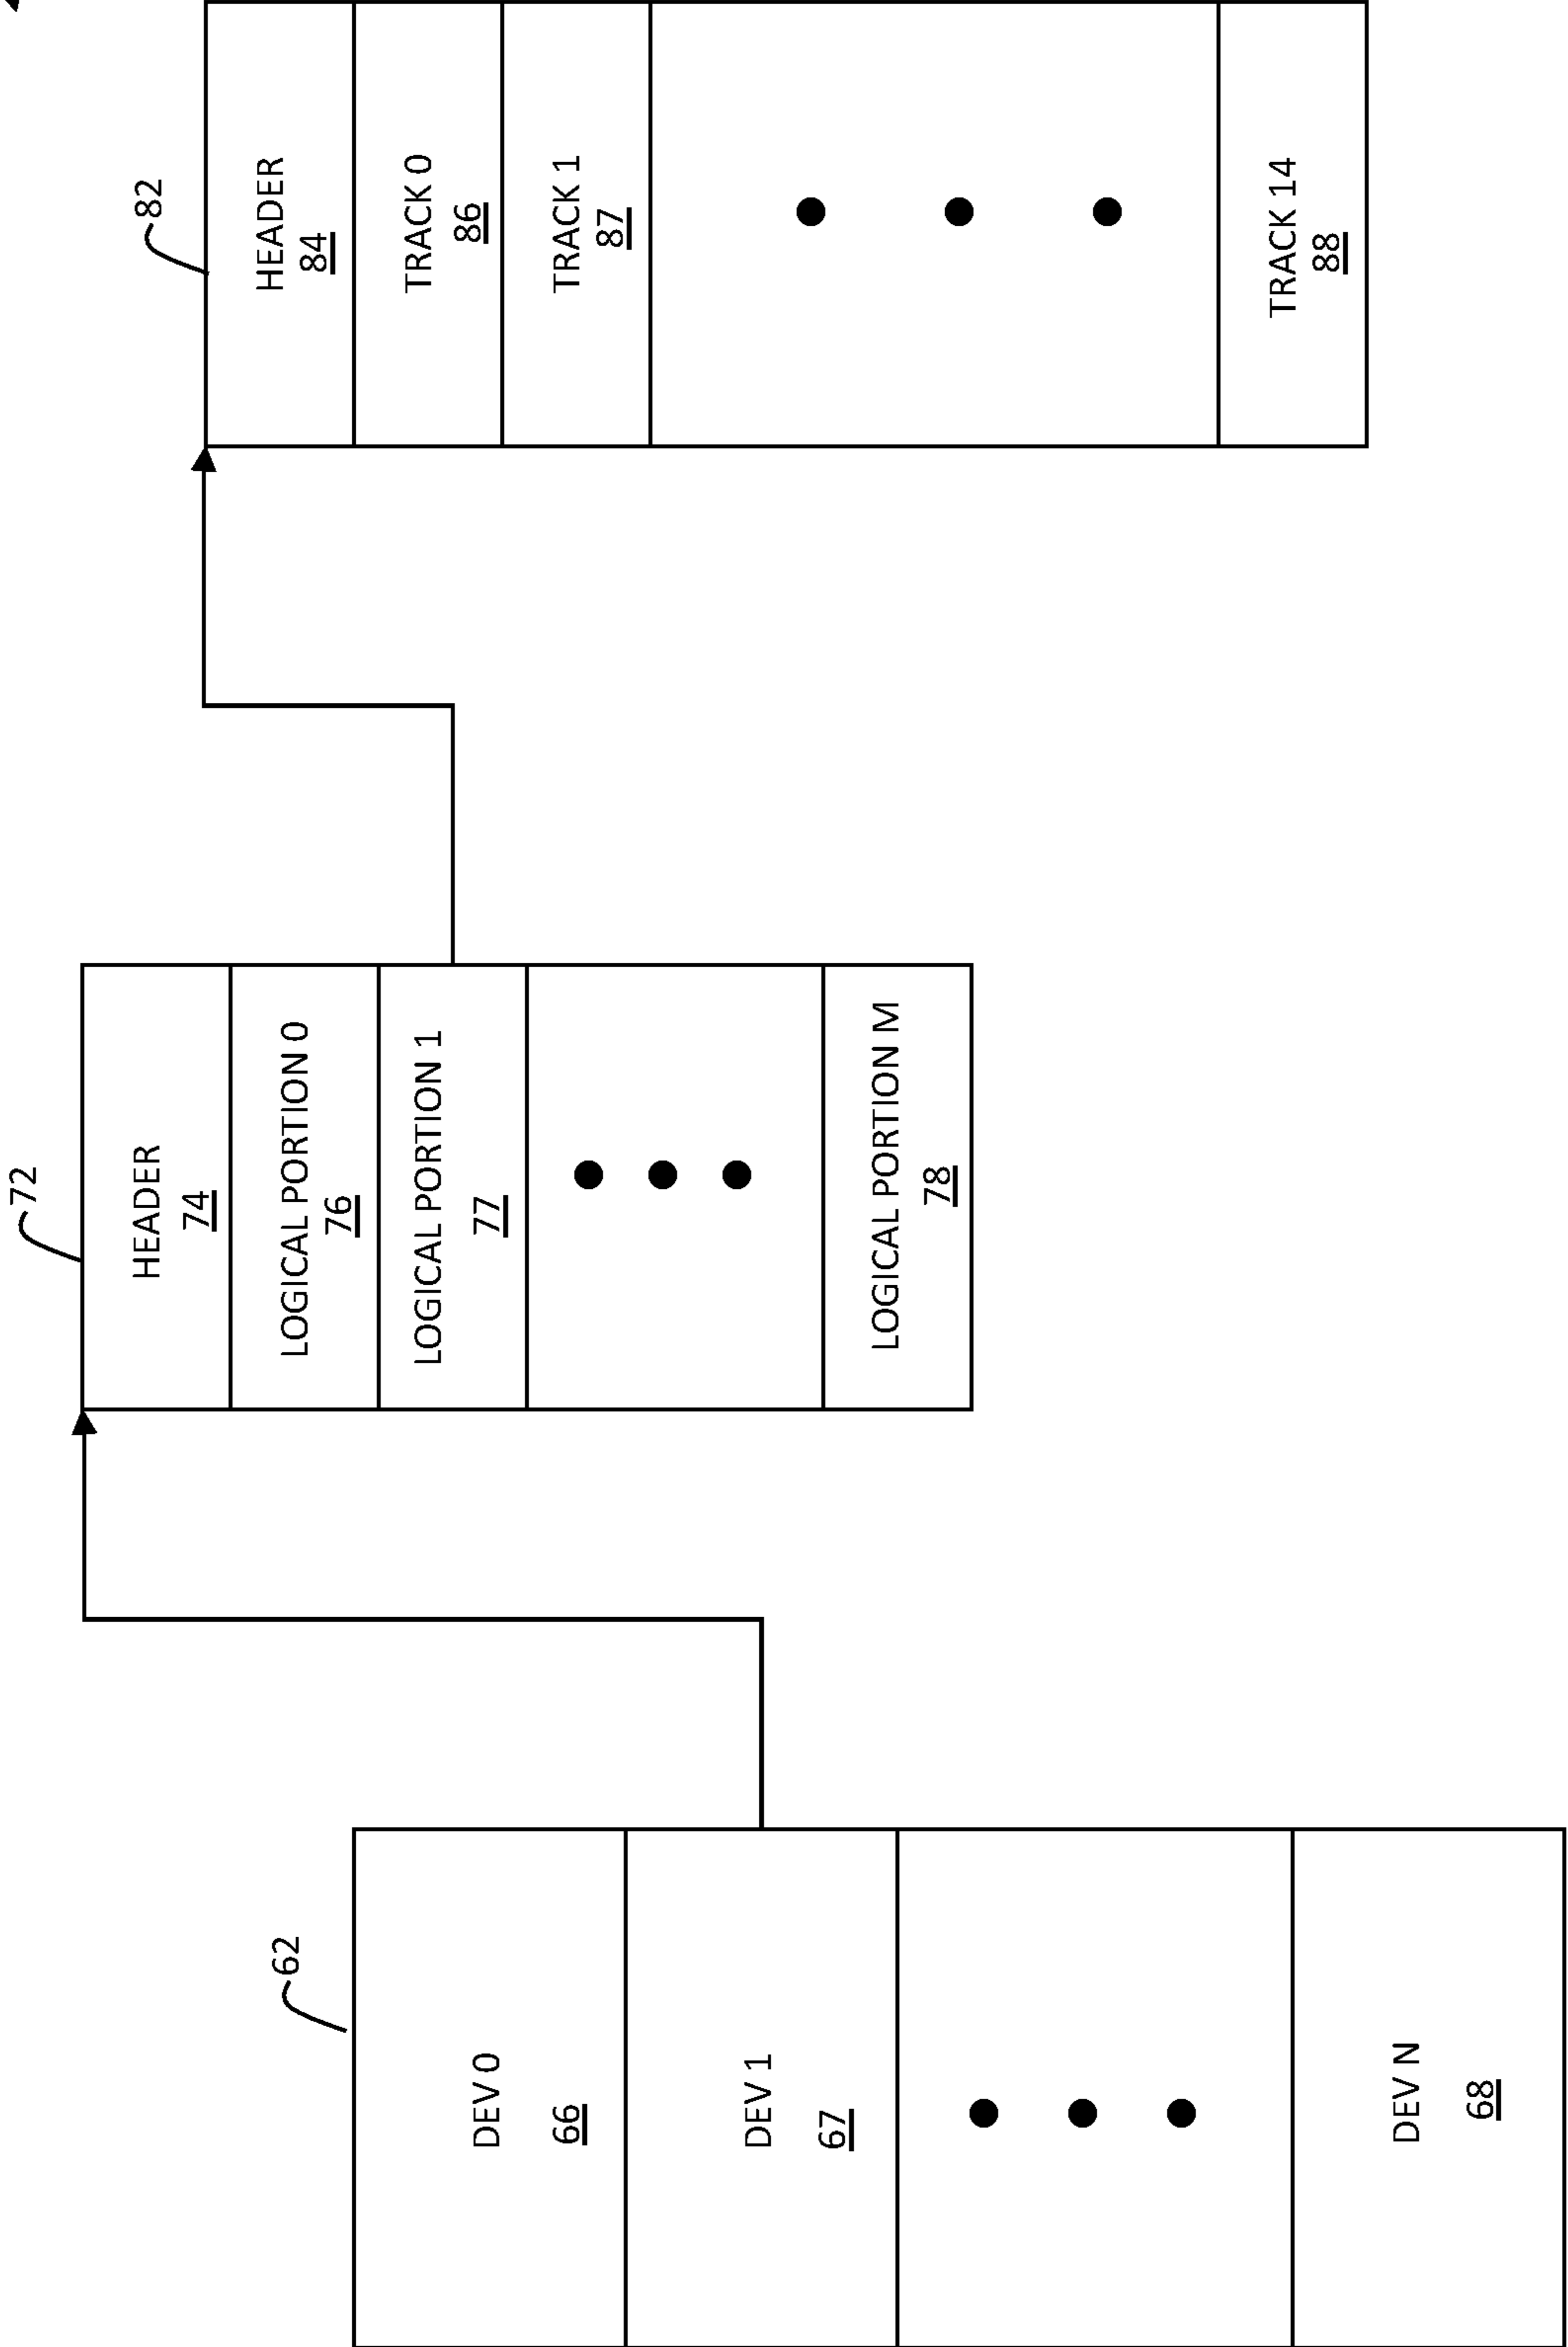 62
DEV 0
66
DEV 1
67
DEV N
68
72
HEADER
74
LOGICAL PORTION 0
76
LOGICAL PORTION 1
77
LOGICAL PORTION M
78
82
HEADER
84
TRACK 0
86
TRACK 1
87
TRACK 14
88